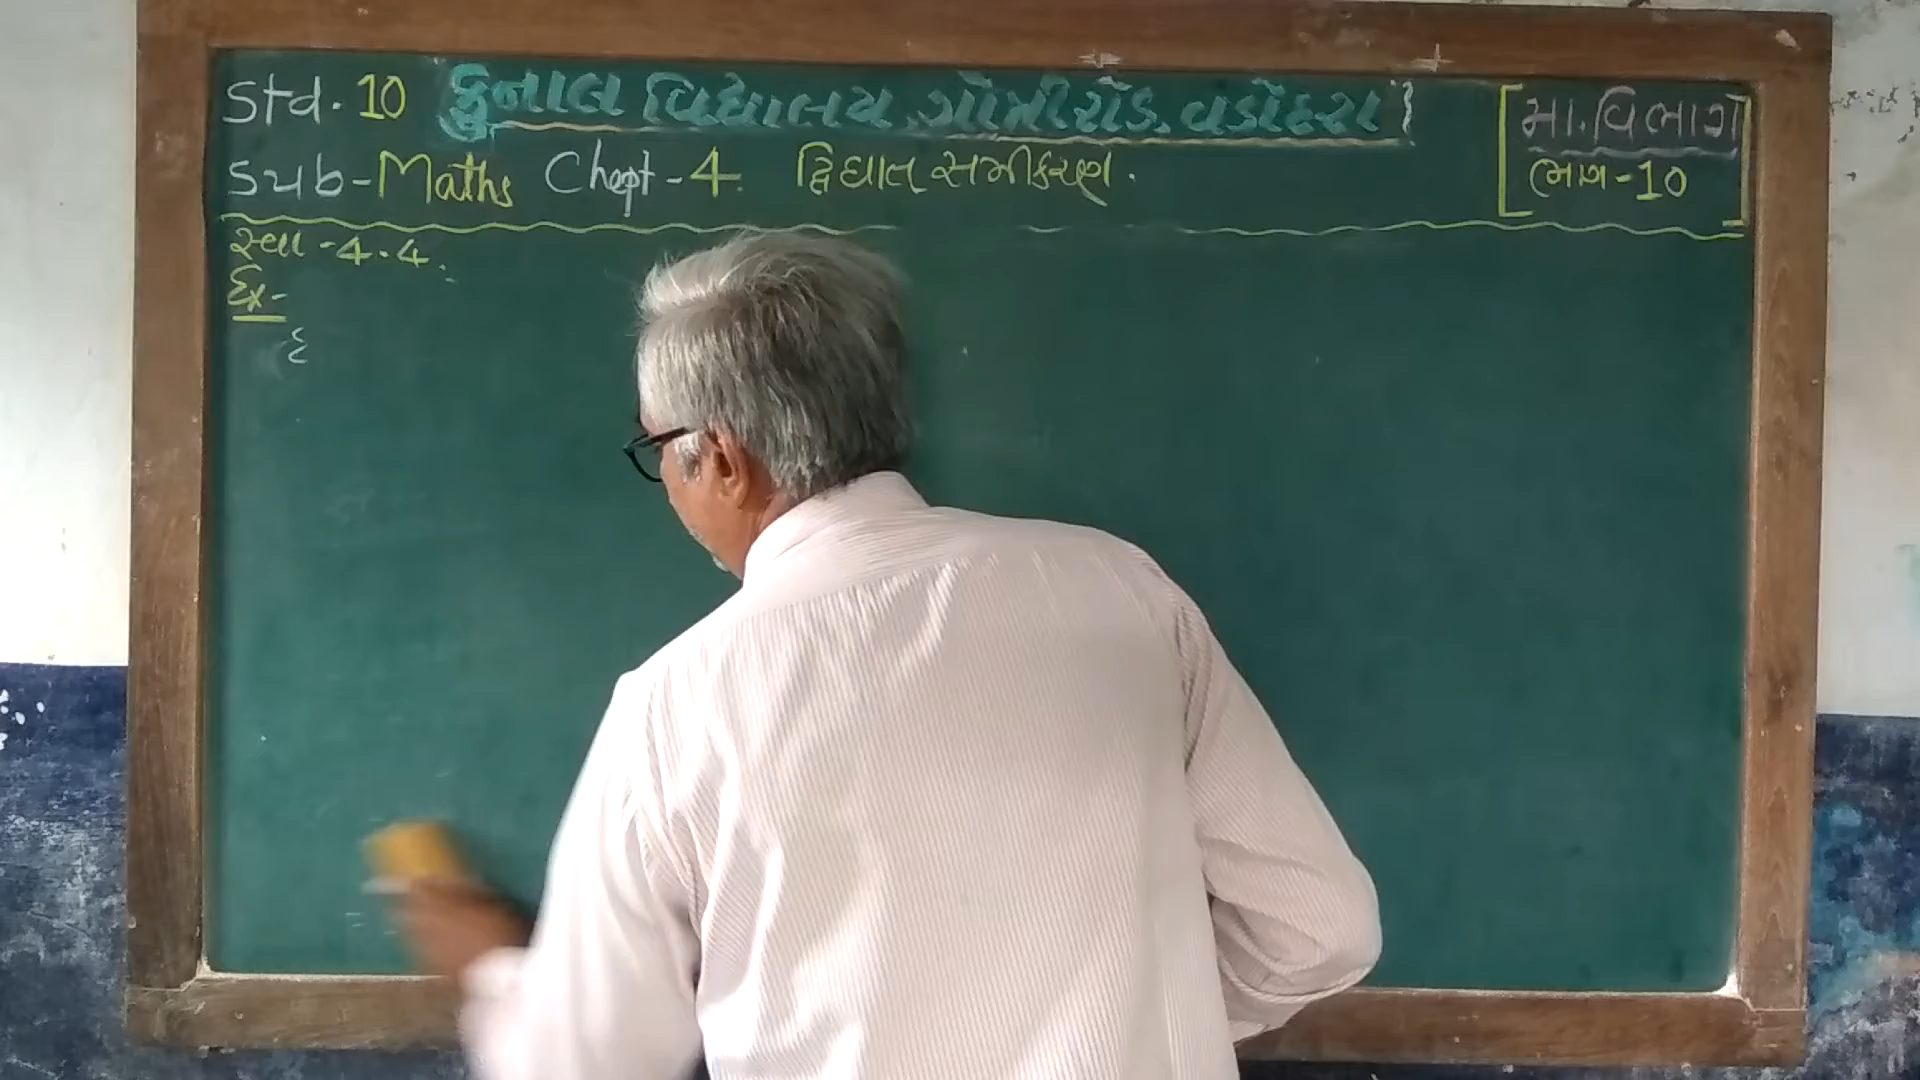 Std. 10 કુનાલ વિદ્યાલય ગોત્રીરોડ. વડોદરા }
[મા.વિભાગ]
Sub-Maths Chapt-4. દ્વિઘાત સમીકરણ.
ભાગ-10
સ્વા-4.4.
Ex-